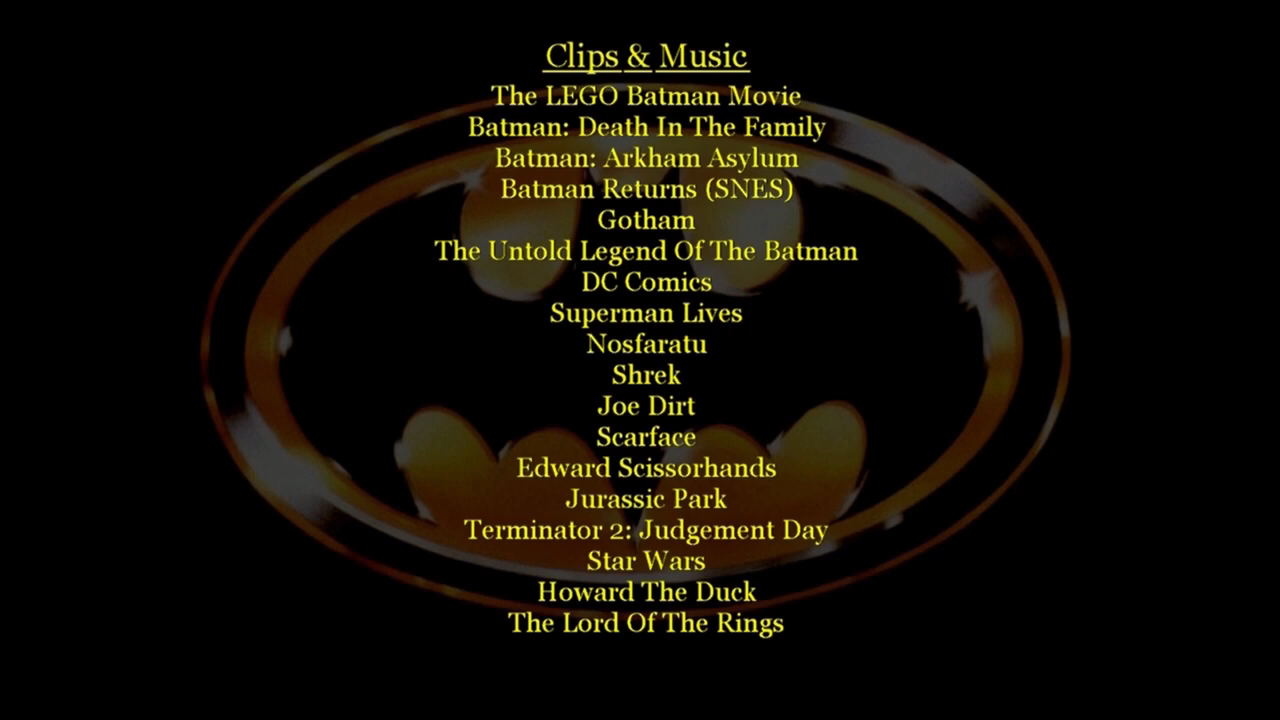 Clips & Music
The LEGO Batman Movie
Batman: Death In The Family
Batman: Arkham Asylum
Batman Returns (SNES)
Gotham
The Untold Legend Of The Batman
DC Comics
Superman Lives
Nosfaratu
Shrek
Joe Dirt
Scarface
Edward Scissorhands
Jurassic Park
Terminator 2: Judgement Day
Star Wars
Howard The Duck
The Lord Of The Rings